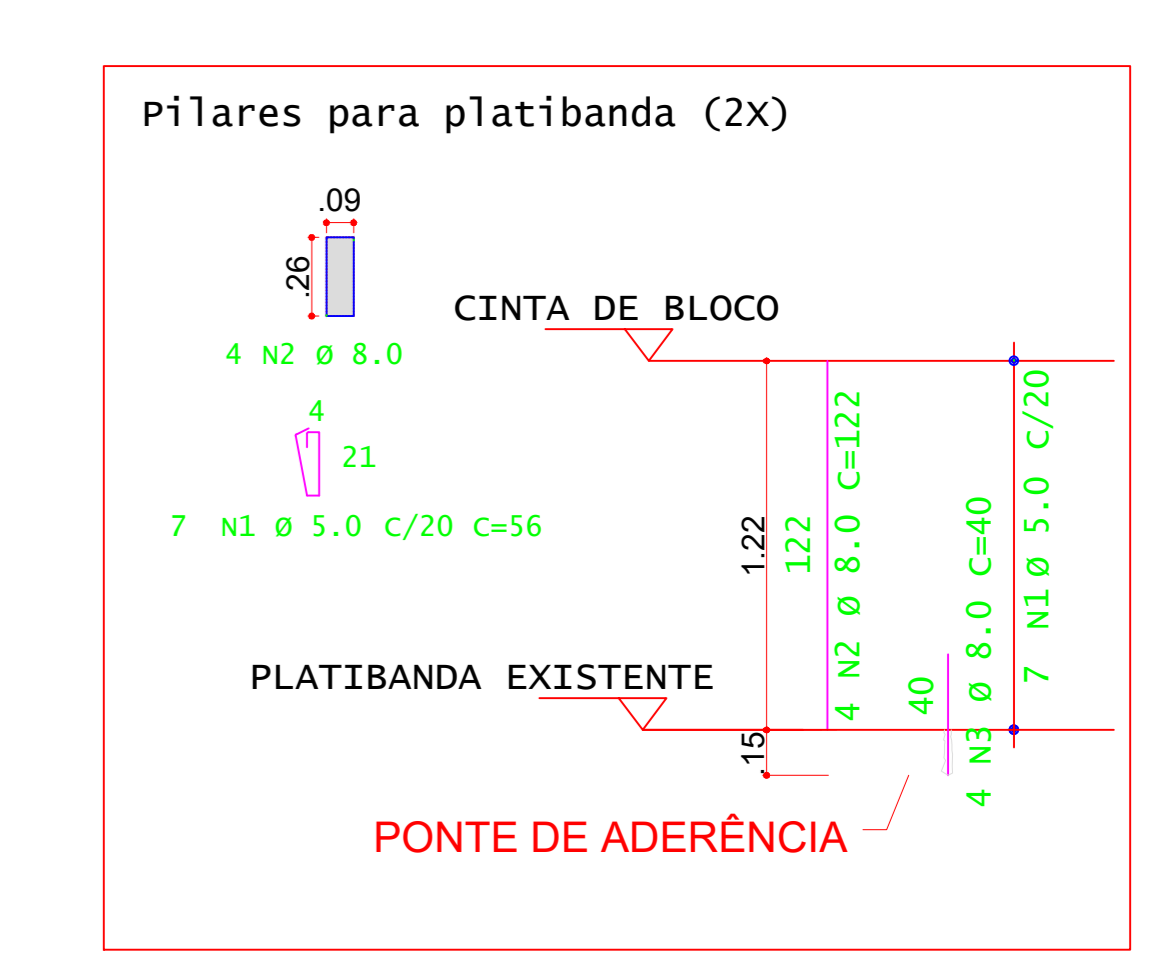 Pilares para platibanda (2X)
.09
.26
4 N2 Ø 8.0
4
21
7 N1 Ø 5.0 C/20 C=56
CINTA DE BLOCO
1.22
122
4 N2 Ø 8.0 C=122
40
4 N3 Ø 8.0 C=40
7 N1 Ø 5.0 C/20
PLATIBANDA EXISTENTE
.15
PONTE DE ADERÊNCIA